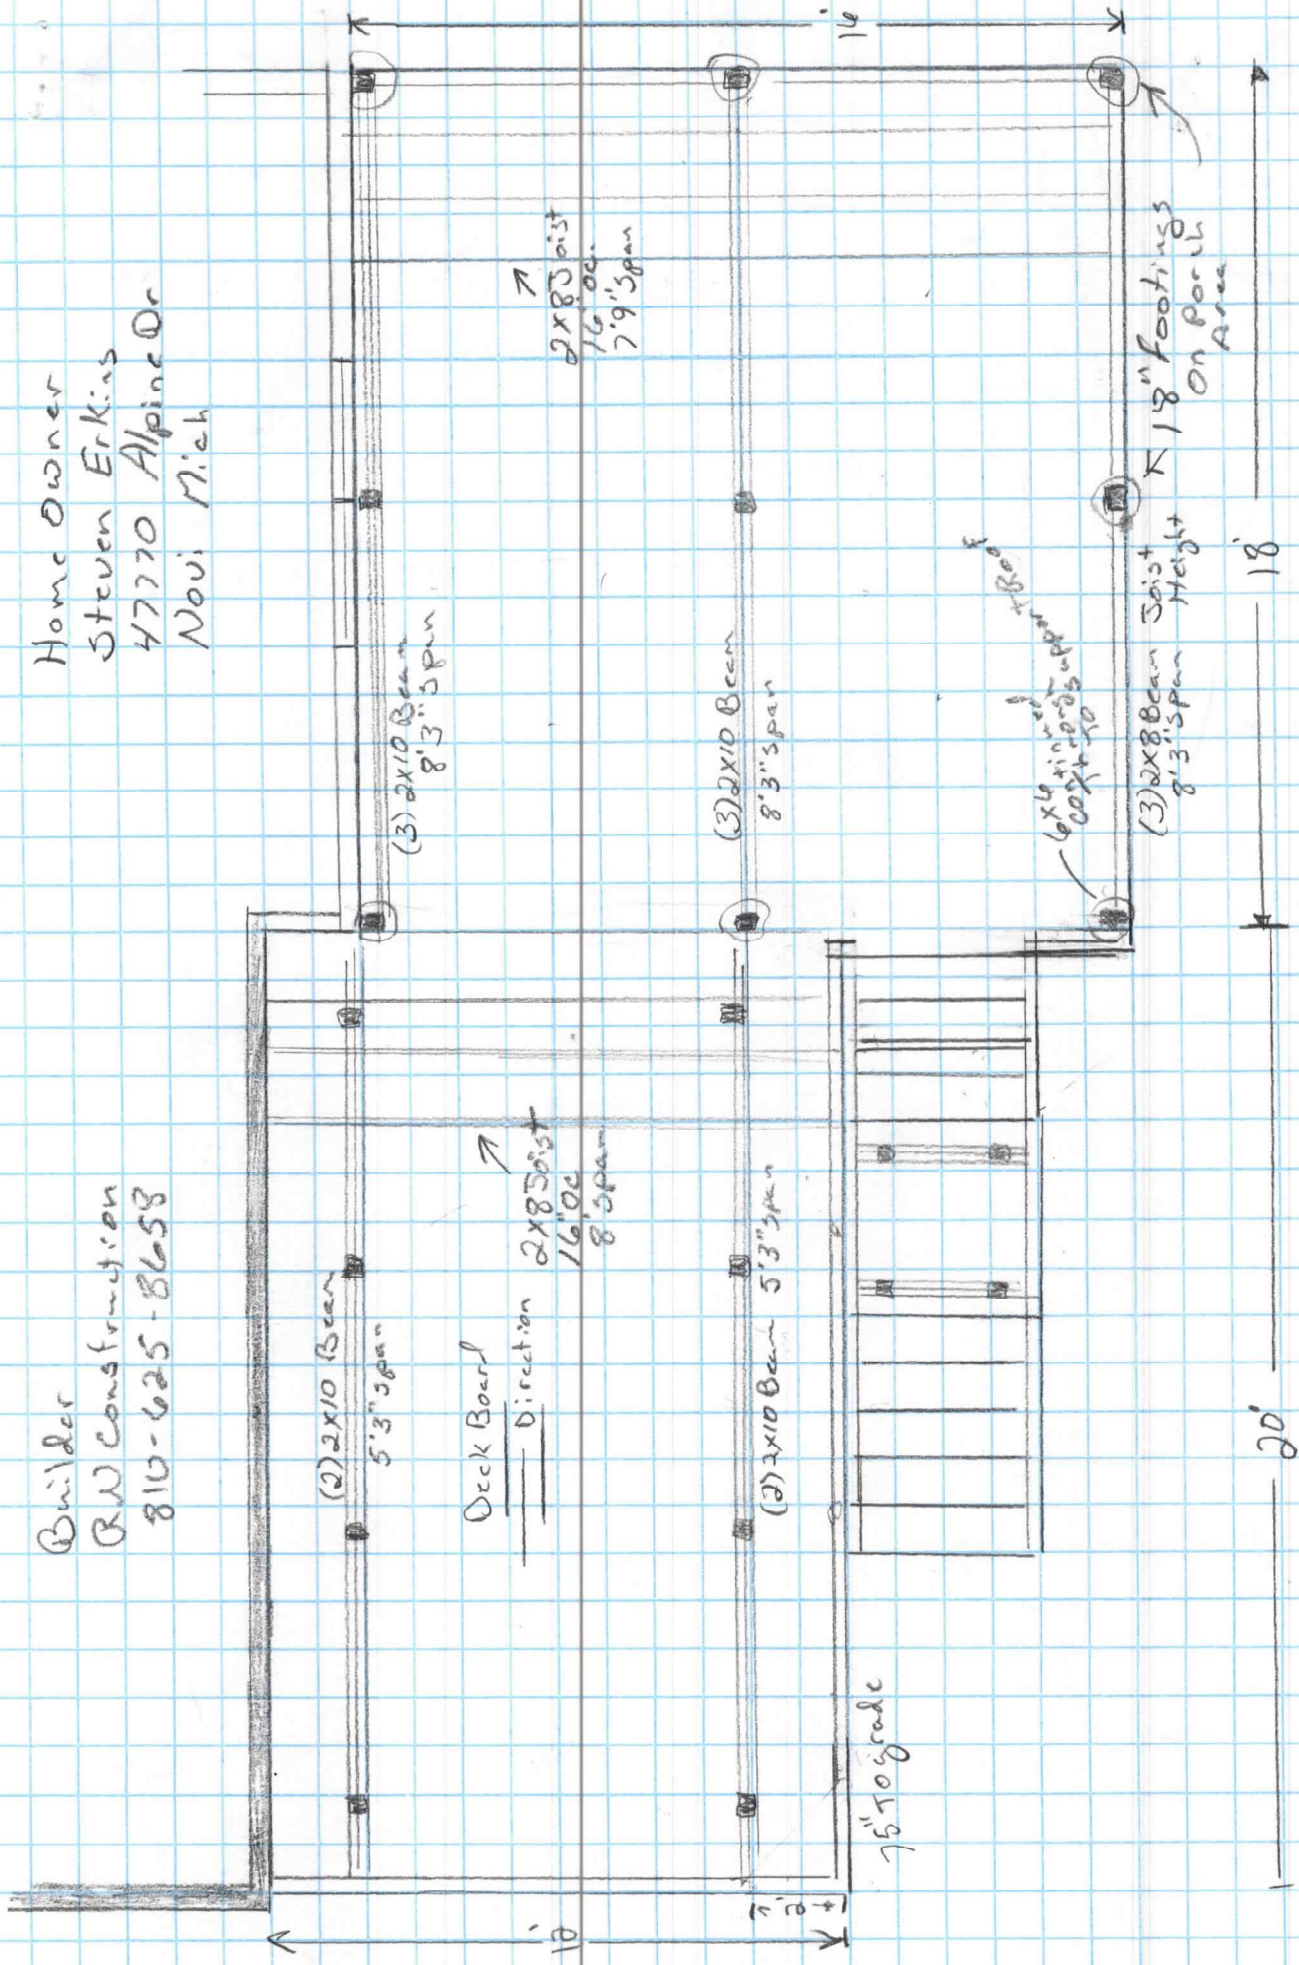 Builder
RW Construction
810-625-8658
Home Owner
Steven Erkins
47770 Alpine Dr
Novi Mich
(2) 2x10 Beam
5'3" span
Deck Board
Direction
2x8 Joist
16" OC
8' span
(2) 2x10 Beam 5'3" span
75" To grade
12'
2'
20'
(3) 2x10 Beam
8'3" span
2x8 Joist
16" OC.
7'9" span
(3) 2x10 Beam
8'3" span
6x6
support Roof
(3) 2x8 Beam Joist
8'3" span Height
18" Footings
On Porch
Area
18'
16'